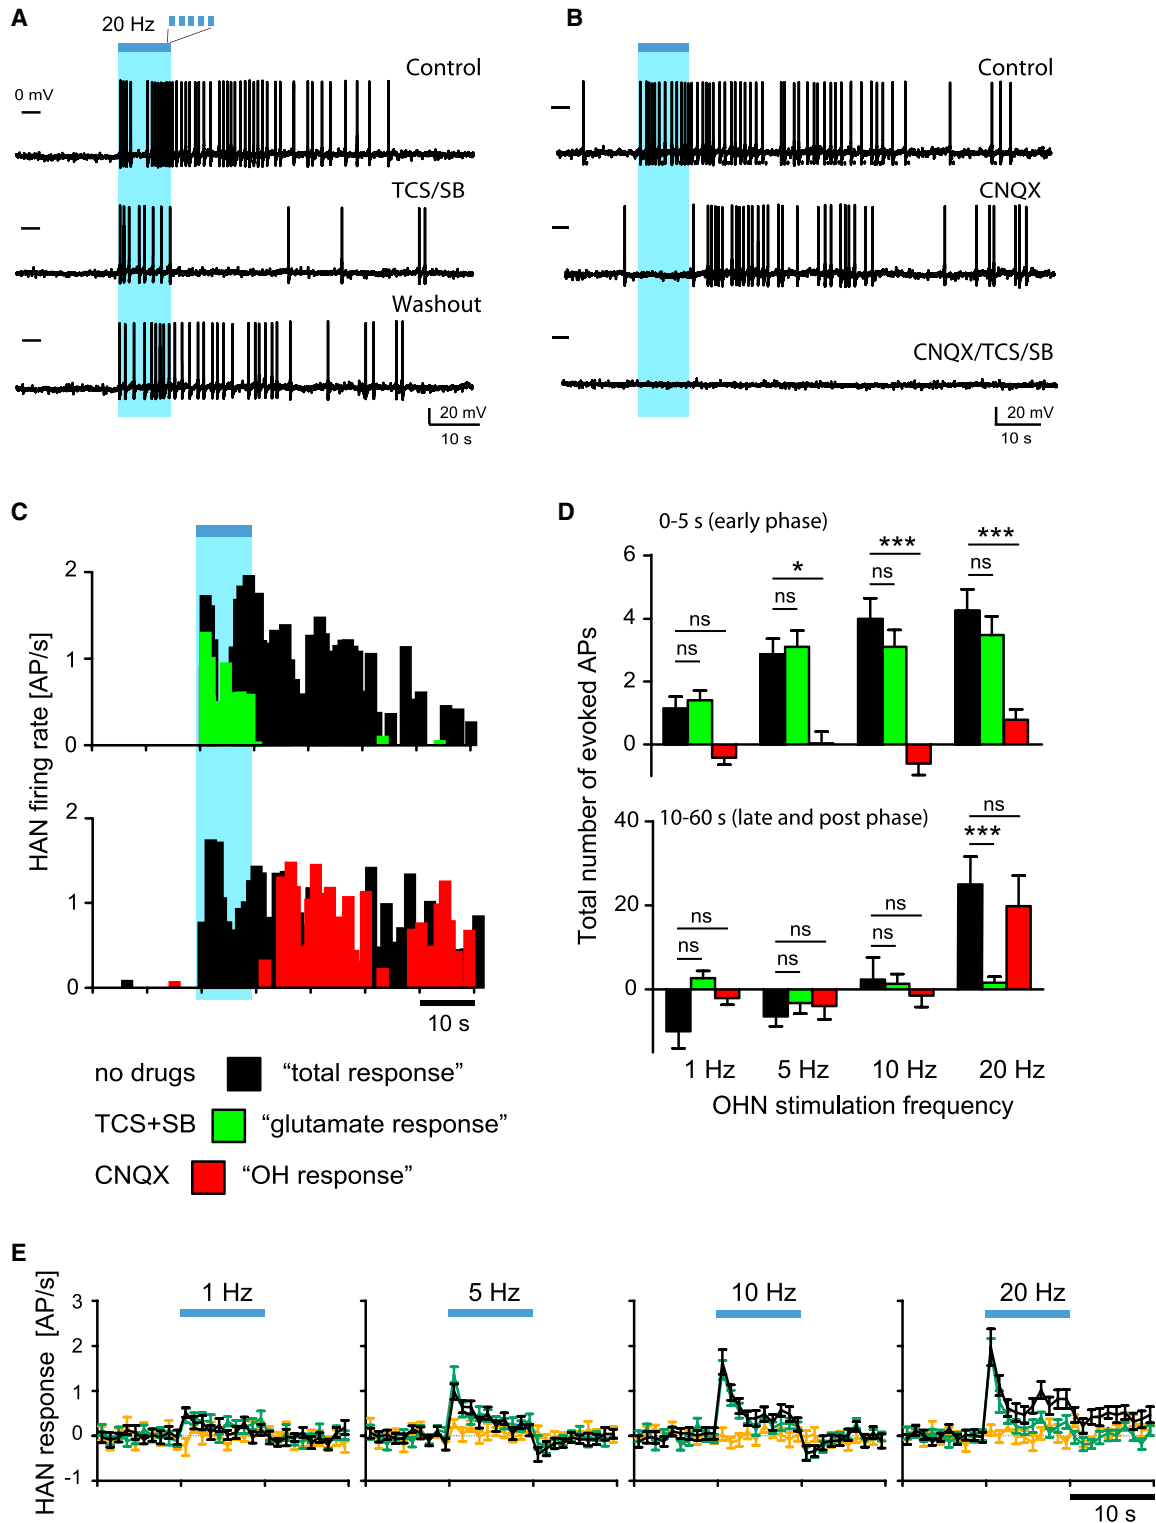 A
20 Hz
Control
0 mV
TCS/SB
Washout
20 mV
10 s
B
Control
CNQX
CNQX/TCS/SB
20 mV
10 s
C
HAN firing rate [AP/s]
2
1
0
2
1
0
10 s
no drugs "total response"
TCS+SB "glutamate response"
CNQX "OH response"
D
0-5 s (early phase)
Total number of evoked APs
6
4
2
0
ns
ns
*
ns
***
ns
***
ns
10-60 s (late and post phase)
40
20
0
ns
ns
ns
ns
ns
ns
ns
***
1 Hz 5 Hz 10 Hz 20 Hz
OHN stimulation frequency
E
HAN response [AP/s]
3
2
1
0
-1
1 Hz
5 Hz
10 Hz
20 Hz
10 s